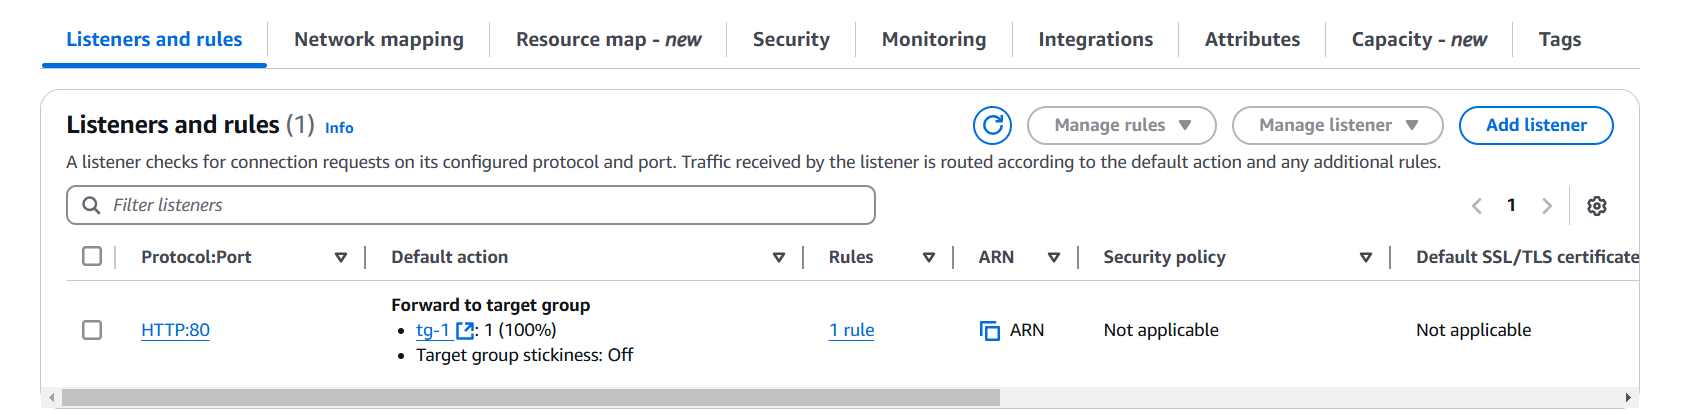 Listeners and rules Network mapping Resource map - new Security Monitoring Integrations Attributes Capacity - new Tags
Listeners and rules (1) Info Manage rules Manage listener Add listener
A listener checks for connection requests on its configured protocol and port. Traffic received by the listener is routed according to the default action and any additional rules.
Filter listeners 1
Protocol:Port Default action Rules ARN Security policy Default SSL/TLS certificate
Forward to target group
HTTP:80 • tg-1 : 1 (100%) 1 rule ARN Not applicable Not applicable
• Target group stickiness: Off